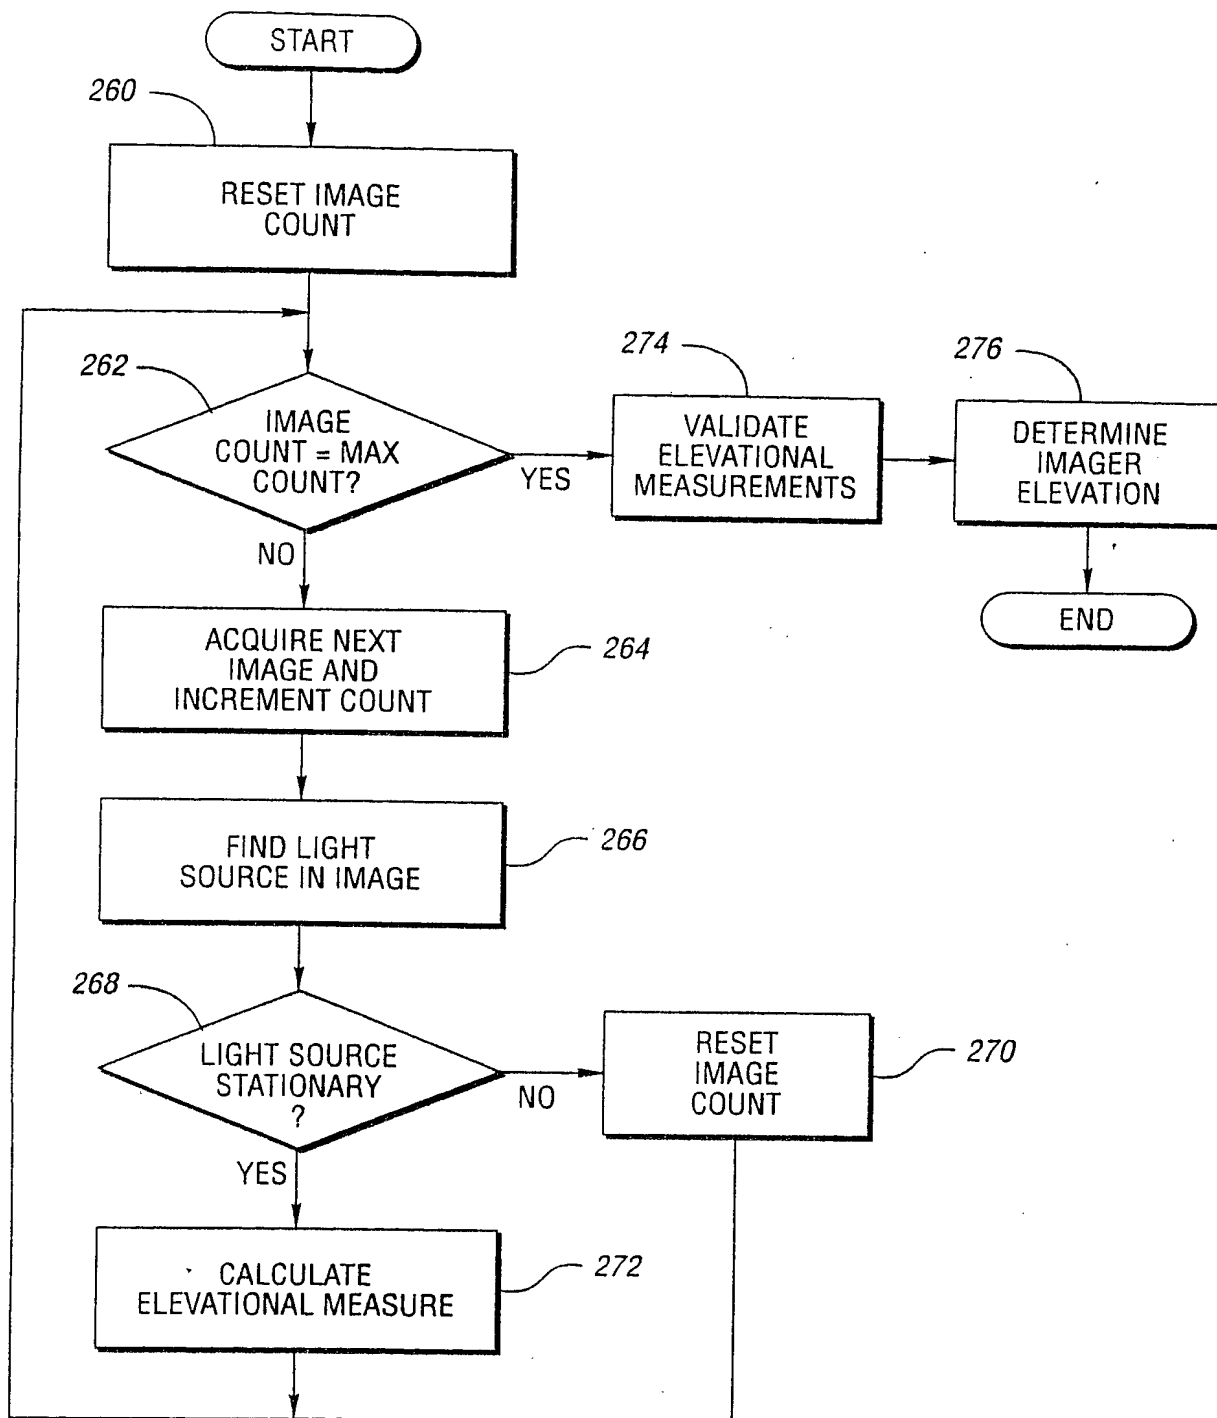 START
260
RESET IMAGE
COUNT
262
IMAGE
COUNT = MAX
COUNT?
YES
NO
274
VALIDATE
ELEVATIONAL
MEASUREMENTS
276
DETERMINE
IMAGER
ELEVATION
END
ACQUIRE NEXT
IMAGE AND
INCREMENT COUNT
264
FIND LIGHT
SOURCE IN IMAGE
266
268
LIGHT SOURCE
STATIONARY
?
NO
YES
RESET
IMAGE
COUNT
270
CALCULATE
ELEVATIONAL MEASURE
272